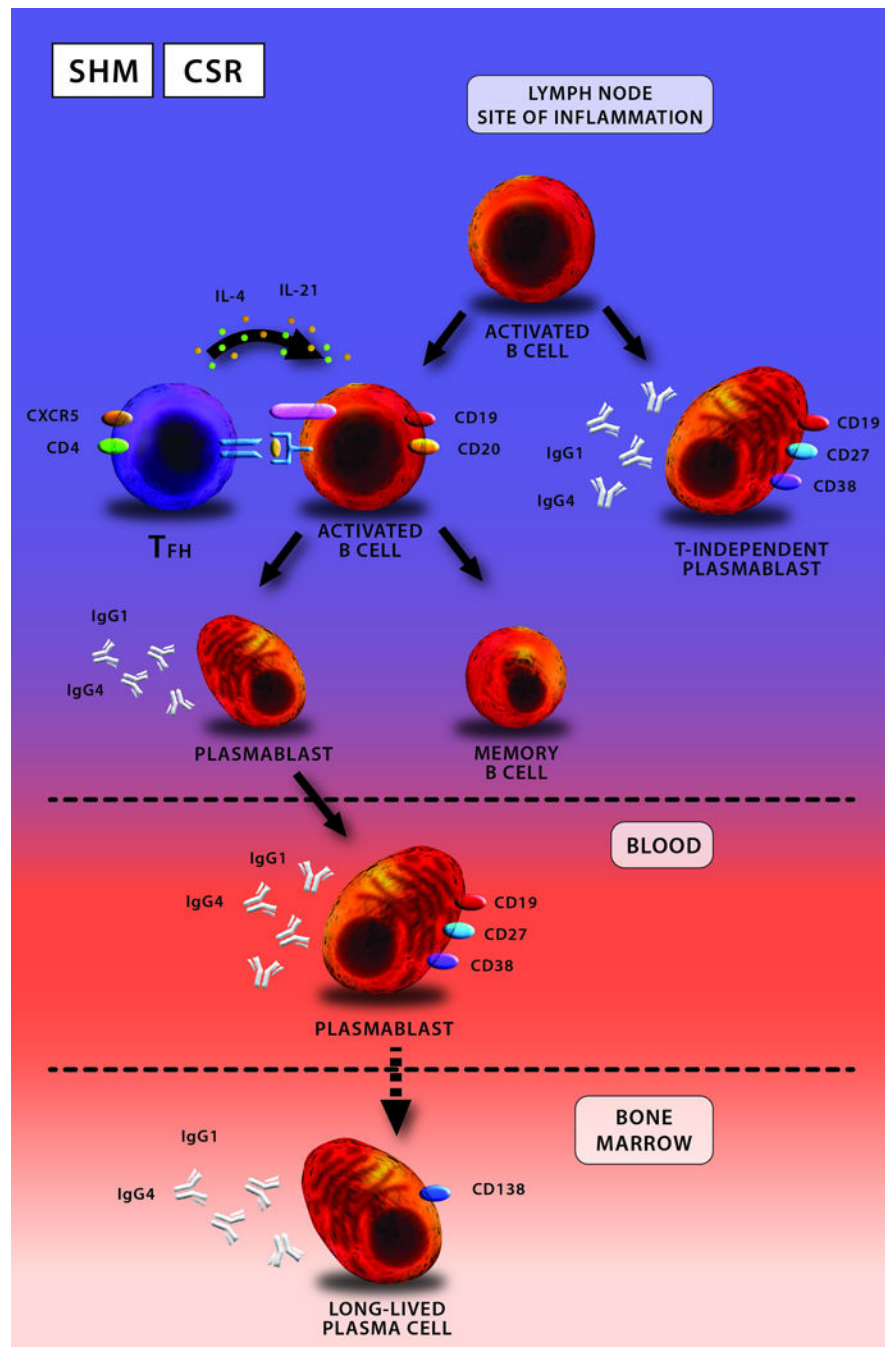 SHM
CSR
LYMPH NODE
SITE OF INFLAMMATION
ACTIVATED
B CELL
IL-4
IL-21
CXCR5
CD4
CD19
CD20
TFH
ACTIVATED
B CELL
IgG1
IgG4
CD19
CD27
CD38
T-INDEPENDENT
PLASMABLAST
IgG1
IgG4
PLASMABLAST
MEMORY
B CELL
BLOOD
IgG1
IgG4
CD19
CD27
CD38
PLASMABLAST
BONE
MARROW
IgG1
IgG4
CD138
LONG-LIVED
PLASMA CELL